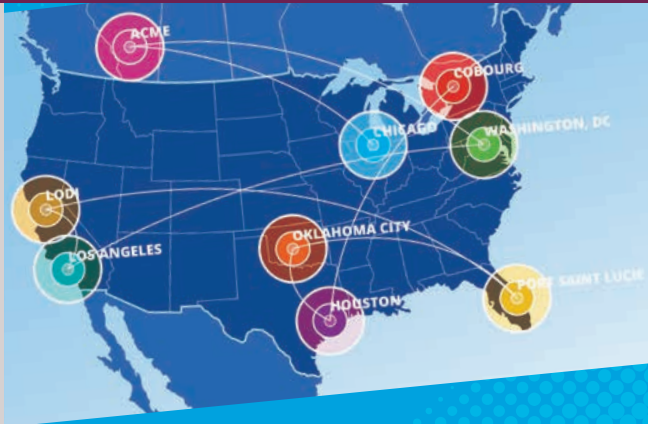 ACME
COBOURG
CHICAGO
WASHINGTON, DC
LODI
OKLAHOMA CITY
LOS ANGELES
PORT SAINT LUCIE
HOUSTON